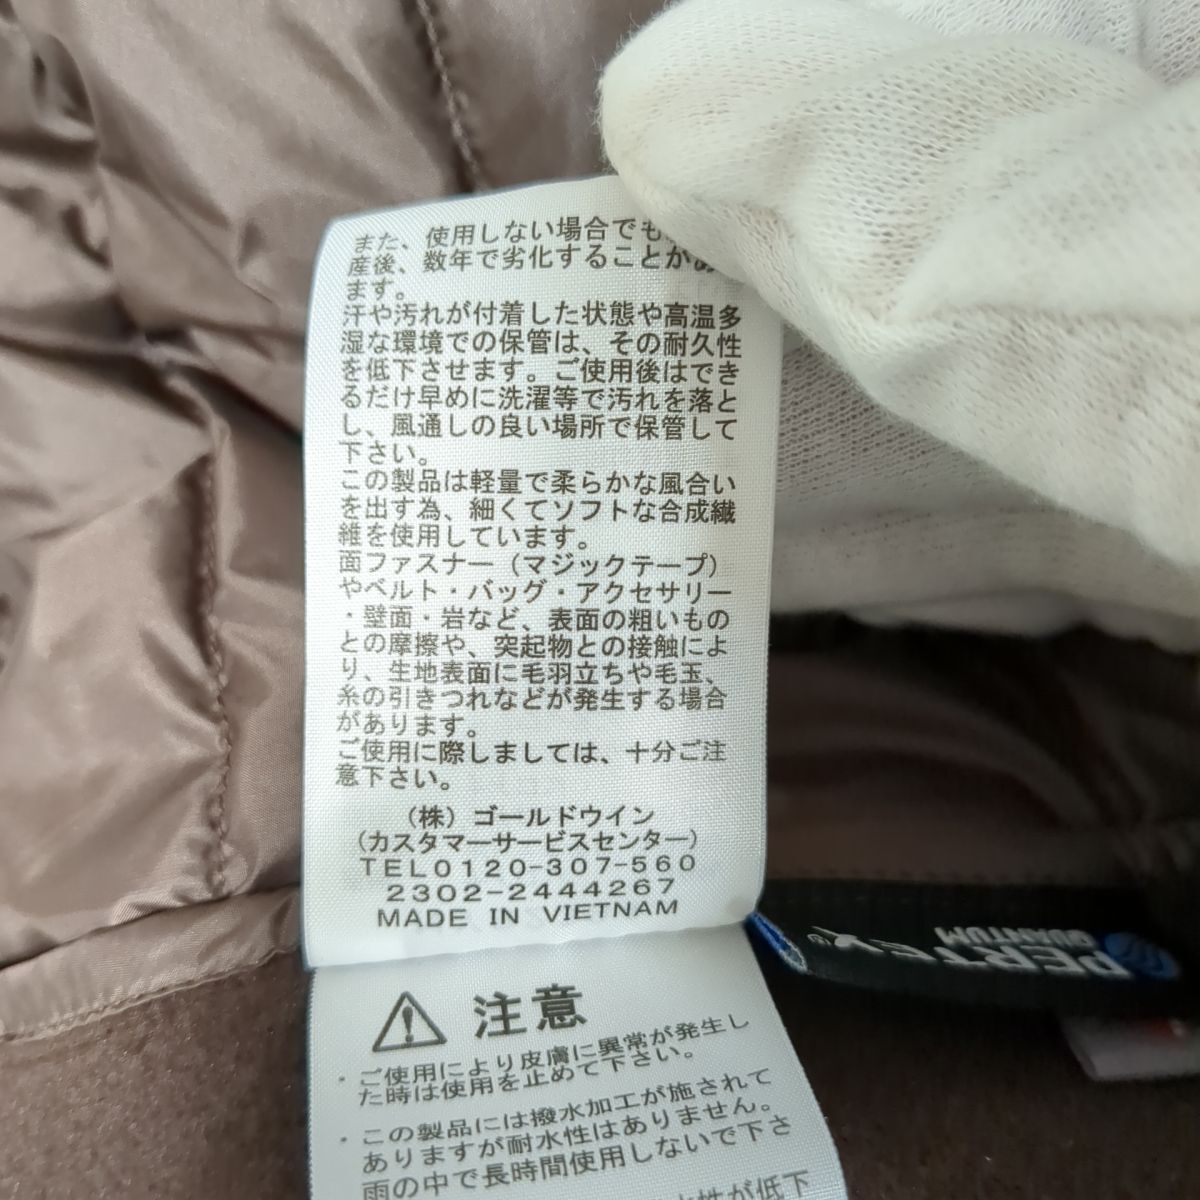 また、使用しない場合でも
産後、数年で劣化することがあ
ます。
汗や汚れが付着した状態や高温多
湿な環境での保管は、その耐久性
を低下させます。ご使用後はでき
るだけ早めに洗濯等で汚れを落と
し、風通しの良い場所で保管して
下さい。
この製品は軽量で柔らかな風合い
を出す為、細くてソフトな合成繊
維を使用しています。
面ファスナー(マジックテープ)
やベルト・バッグ・アクセサリー
・壁面・岩など、表面の粗いもの
との摩擦や、突起物との接触によ
り、生地表面に毛羽立ちや毛玉、
糸の引きつれなどが発生する場合
があります。
ご使用に際しましては、十分ご注
意下さい。
(株)ゴールドウイン
(カスタマーサービスセンター)
TEL0120-307-560
2302-2444267
MADE IN VIETNAM
注意
・ご使用により皮膚に異常が発生し
た時は使用を止めて下さい。
・この製品には撥水加工が施されて
ありますが耐水性はありません。
雨の中で長時間使用しないで下さ
性が低下
PERTEX
QUANTUM